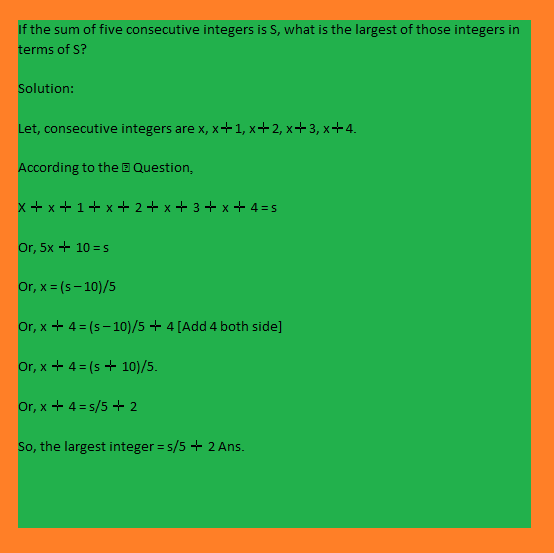 If the sum of five consecutive integers is S, what is the largest of those integers in
terms of S?
Solution:
Let, consecutive integers are x, x+1, x+2, x+3, x+4.
According to the Question,
X + x + 1 + x + 2 + x + 3 + x + 4 = s
Or, 5x + 10 = s
Or, x = (s – 10)/5
Or, x + 4 = (s – 10)/5 + 4 [Add 4 both side]
Or, x + 4 = (s + 10)/5.
Or, x + 4 = s/5 + 2
So, the largest integer = s/5 + 2 Ans.